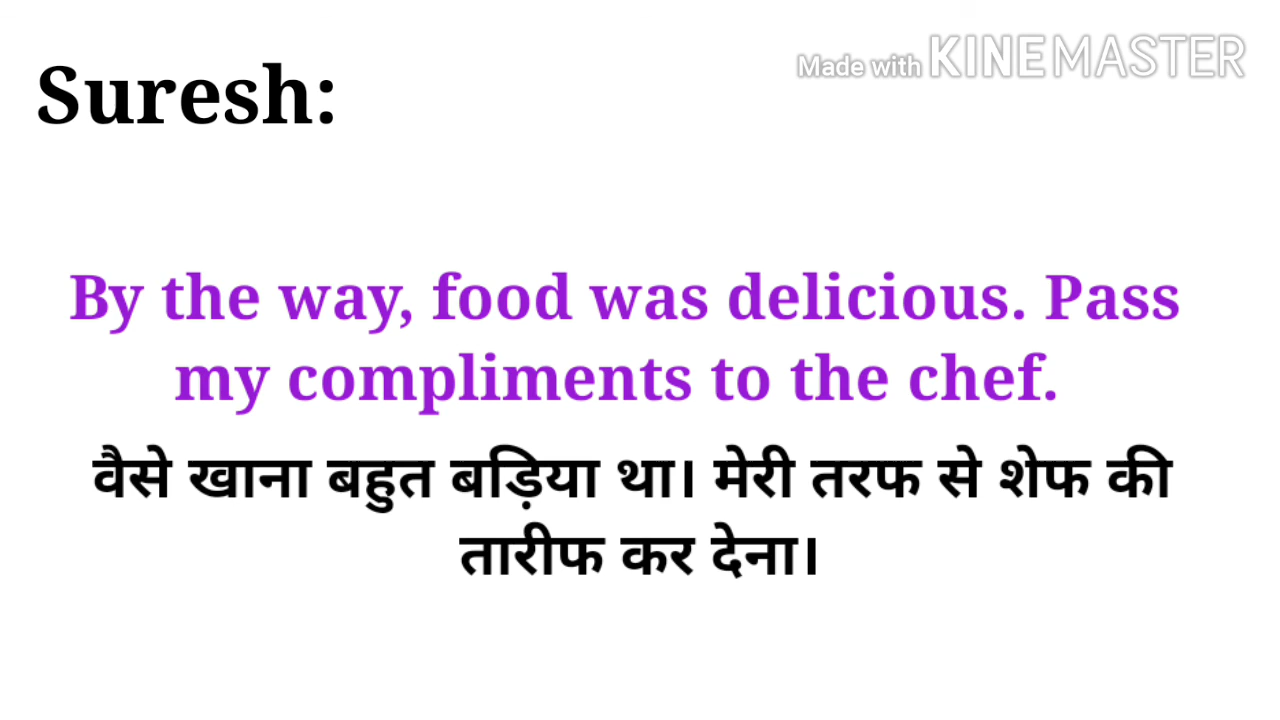 Made with KINEMASTER
Suresh:
By the way, food was delicious. Pass
my compliments to the chef.
वैसे खाना बहुत बड़िया था। मेरी तरफ से शेफ की
तारीफ कर देना।